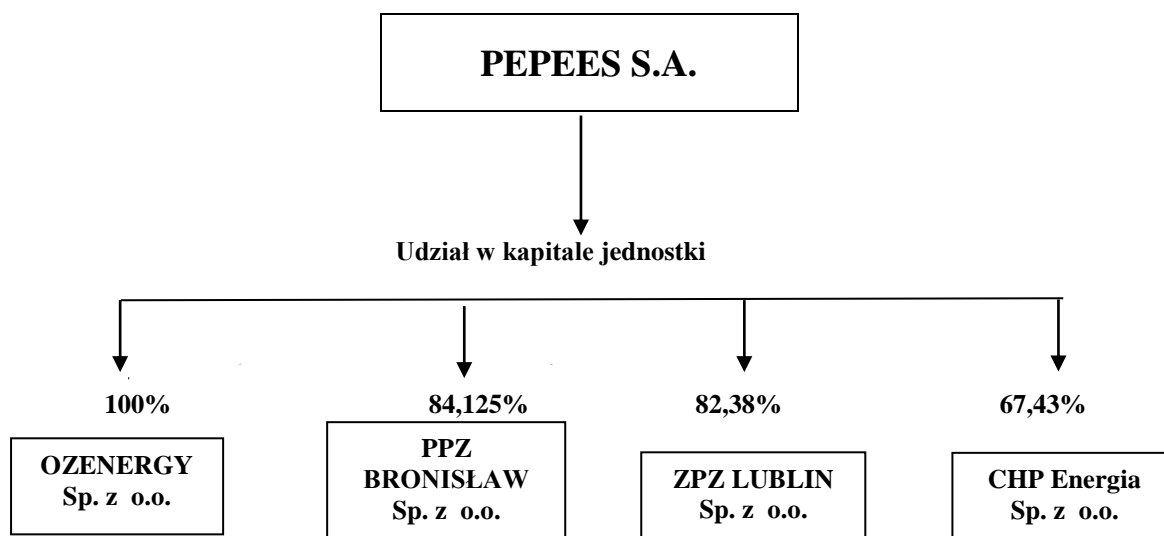 PEPEES S.A.
Udział w kapitale jednostki
100%
84,125%
82,38%
67,43%
OZENERGY
Sp. z o.o.
PPZ
BRONISŁAW
Sp. z o.o.
ZPZ LUBLIN
Sp. z o.o.
CHP Energia
Sp. z o.o.